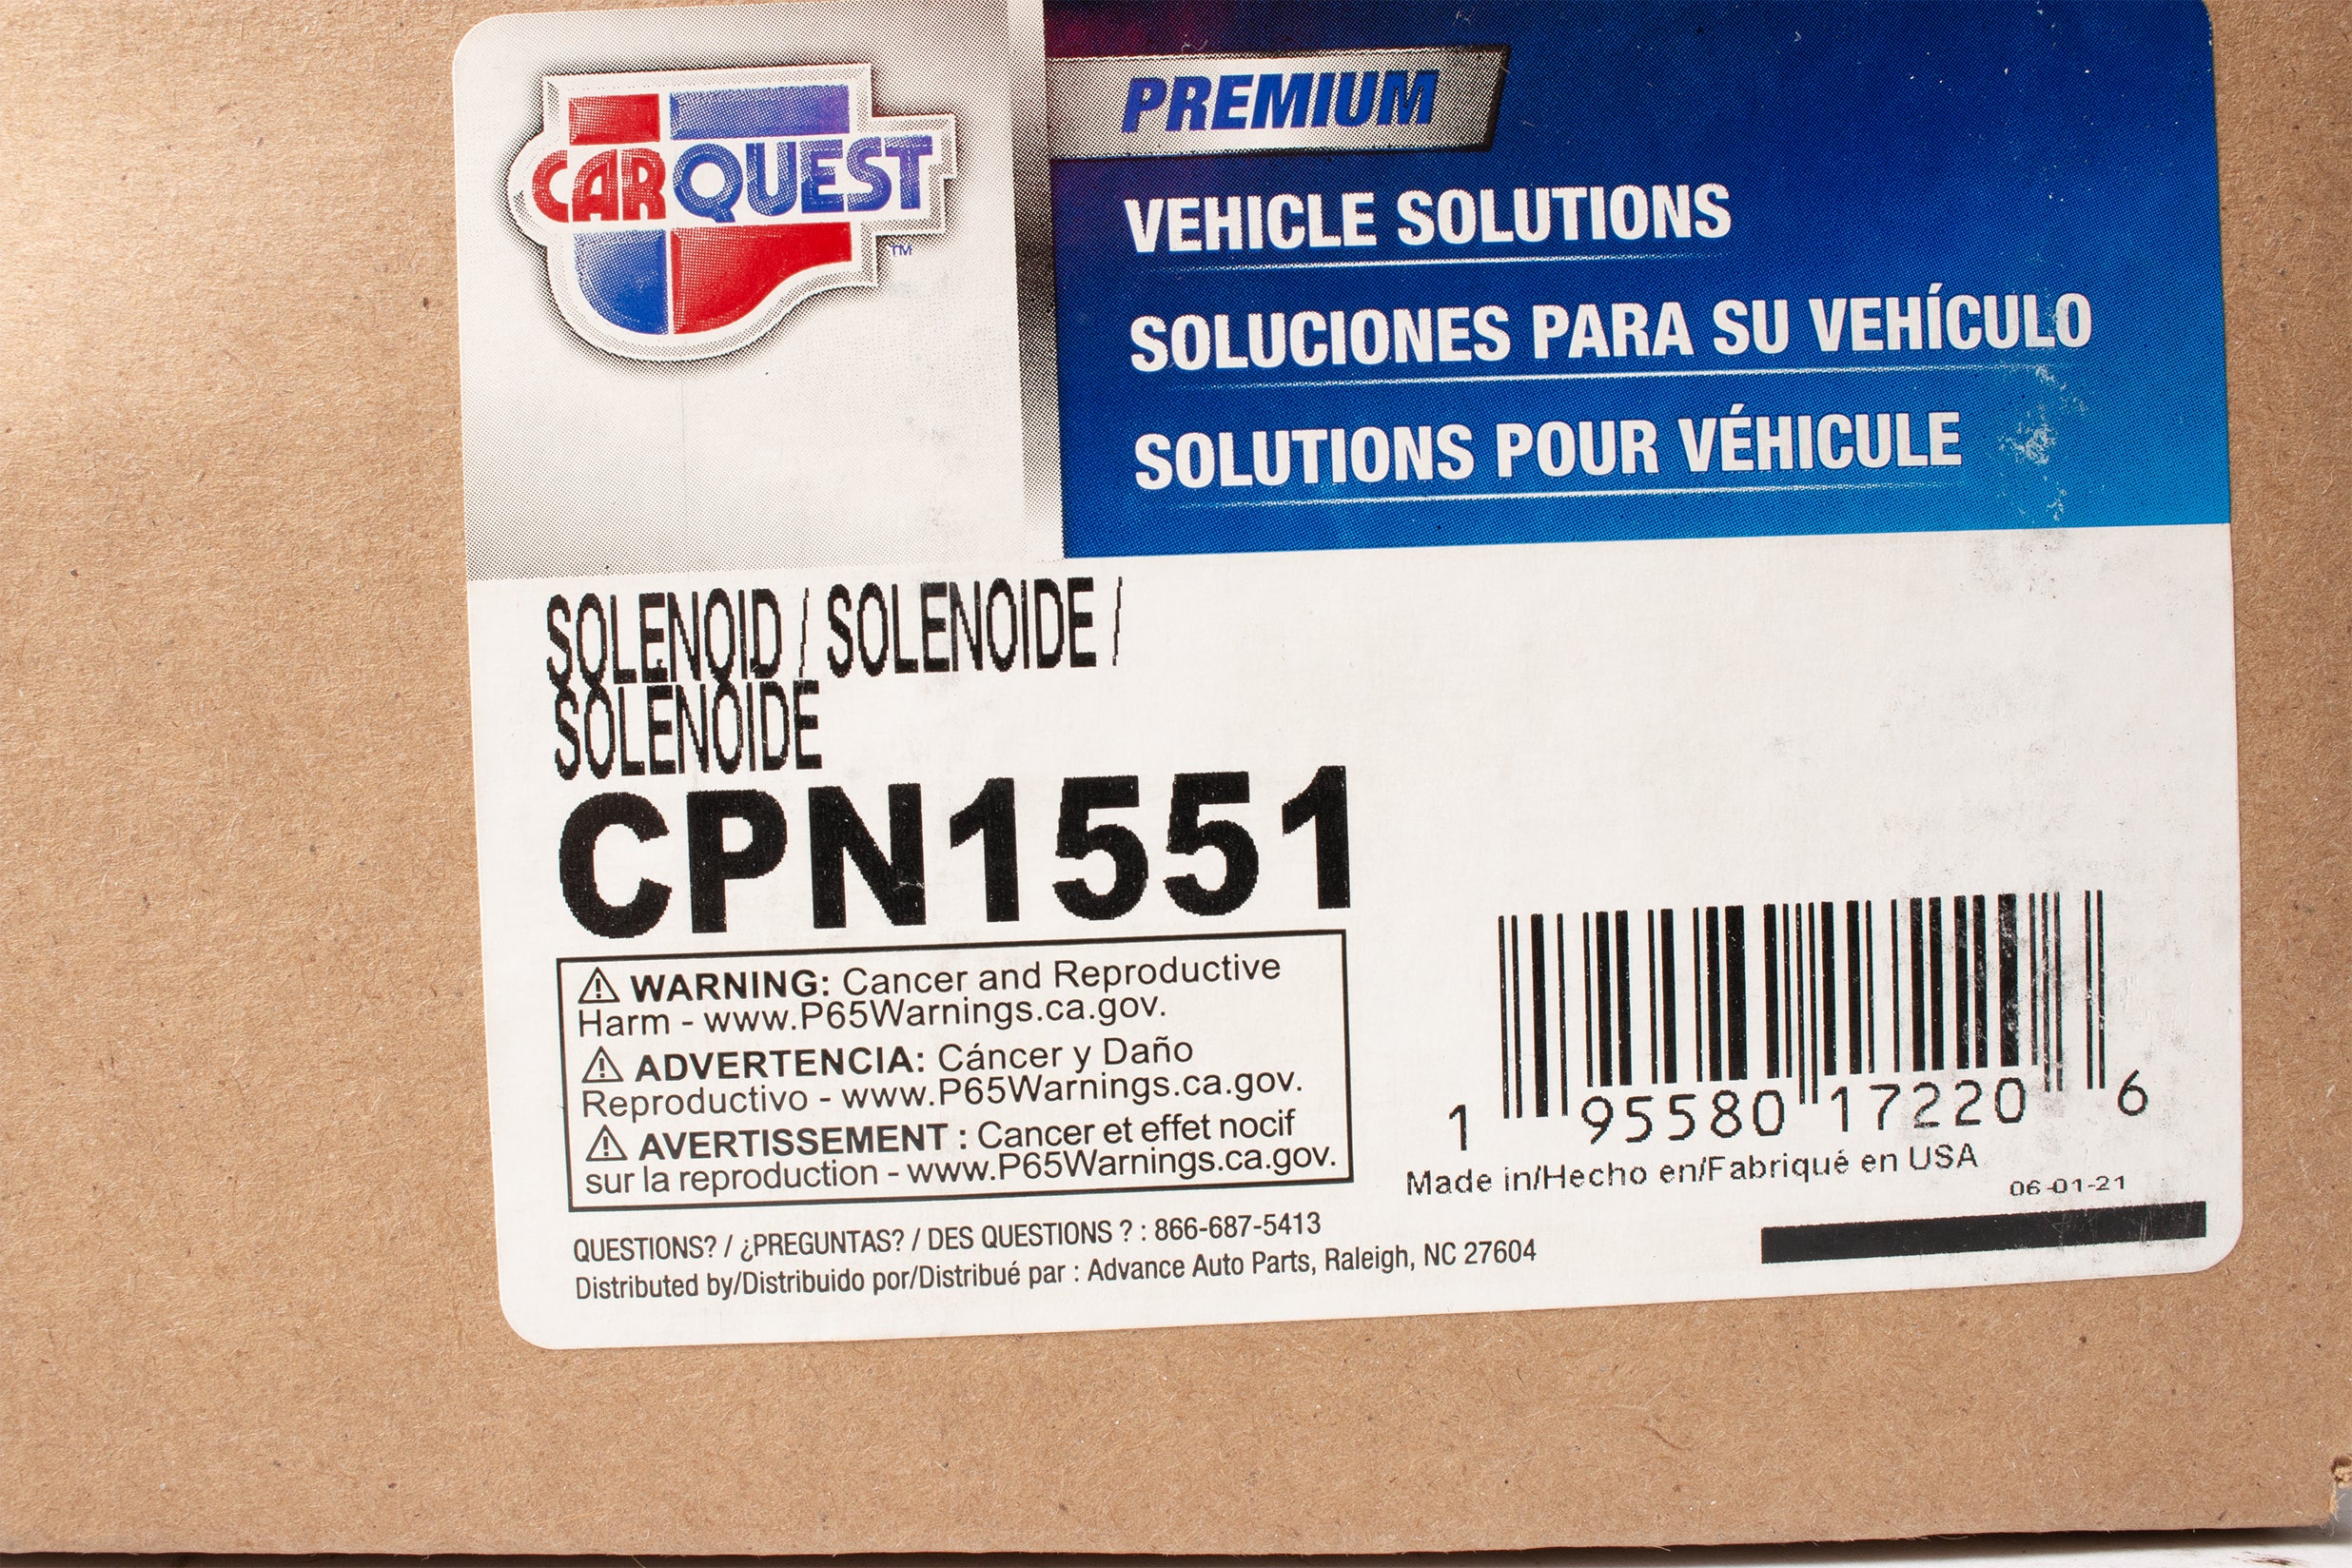 CARQUEST
TM
PREMIUM
VEHICLE SOLUTIONS
SOLUCIONES PARA SU VEHÍCULO
SOLUTIONS POUR VÉHICULE
SOLENOID / SOLENOIDE /
SOLÉNOÏDE
CPN1551
⚠ WARNING: Cancer and Reproductive
Harm - www.P65Warnings.ca.gov.
⚠ ADVERTENCIA: Cáncer y Daño
Reproductivo - www.P65Warnings.ca.gov.
⚠ AVERTISSEMENT : Cancer et effet nocif
sur la reproduction - www.P65Warnings.ca.gov.
1 95580 17220 6
Made in/Hecho en/Fabriqué en USA
06-01-21
QUESTIONS? / ¿PREGUNTAS? / DES QUESTIONS ? : 866-687-5413
Distributed by/Distribuido por/Distribué par : Advance Auto Parts, Raleigh, NC 27604